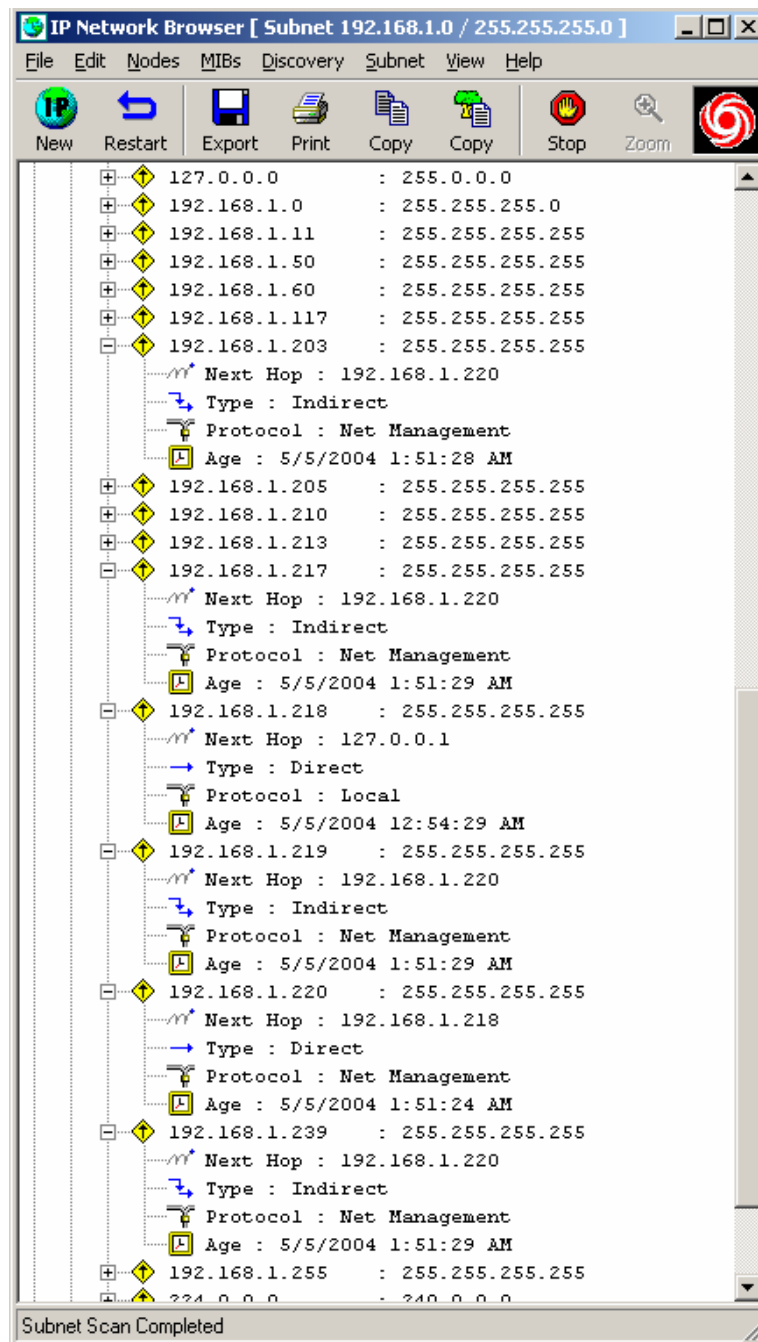 IP Network Browser [ Subnet 192.168.1.0 / 255.255.255.0 ]
File Edit Nodes MIBs Discovery Subnet View Help
IP
New Restart Export Print Copy Copy Stop Zoom
127.0.0.0 : 255.0.0.0
192.168.1.0 : 255.255.255.0
192.168.1.11 : 255.255.255.255
192.168.1.50 : 255.255.255.255
192.168.1.60 : 255.255.255.255
192.168.1.117 : 255.255.255.255
192.168.1.203 : 255.255.255.255
Next Hop : 192.168.1.220
Type : Indirect
Protocol : Net Management
Age : 5/5/2004 1:51:28 AM
192.168.1.205 : 255.255.255.255
192.168.1.210 : 255.255.255.255
192.168.1.213 : 255.255.255.255
192.168.1.217 : 255.255.255.255
Next Hop : 192.168.1.220
Type : Indirect
Protocol : Net Management
Age : 5/5/2004 1:51:29 AM
192.168.1.218 : 255.255.255.255
Next Hop : 127.0.0.1
Type : Direct
Protocol : Local
Age : 5/5/2004 12:54:29 AM
192.168.1.219 : 255.255.255.255
Next Hop : 192.168.1.220
Type : Indirect
Protocol : Net Management
Age : 5/5/2004 1:51:29 AM
192.168.1.220 : 255.255.255.255
Next Hop : 192.168.1.218
Type : Direct
Protocol : Net Management
Age : 5/5/2004 1:51:24 AM
192.168.1.239 : 255.255.255.255
Next Hop : 192.168.1.220
Type : Indirect
Protocol : Net Management
Age : 5/5/2004 1:51:29 AM
192.168.1.255 : 255.255.255.255
224.0.0.0 : 240.0.0.0
Subnet Scan Completed